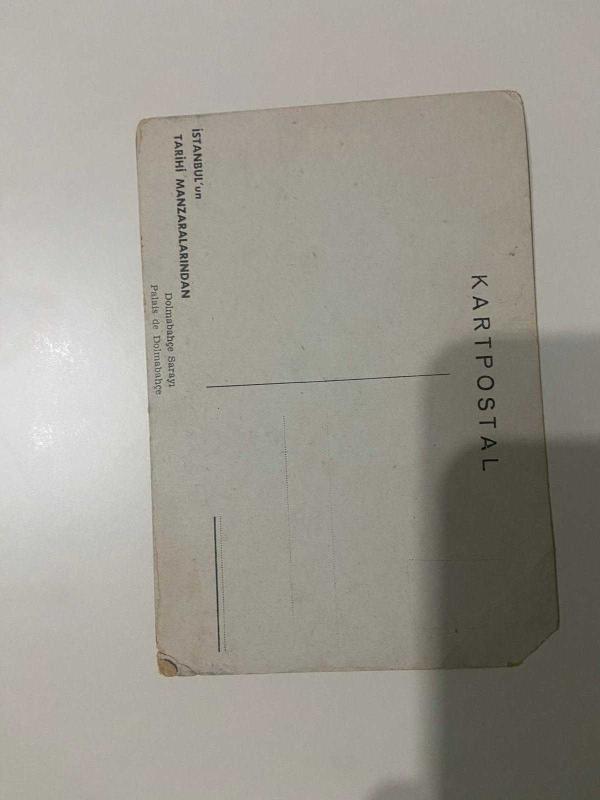 KARTPOSTAL
İSTANBUL'un
TARİHİ MANZARALARINDAN
Dolmabahçe Sarayı
Palais de Dolmabahçe